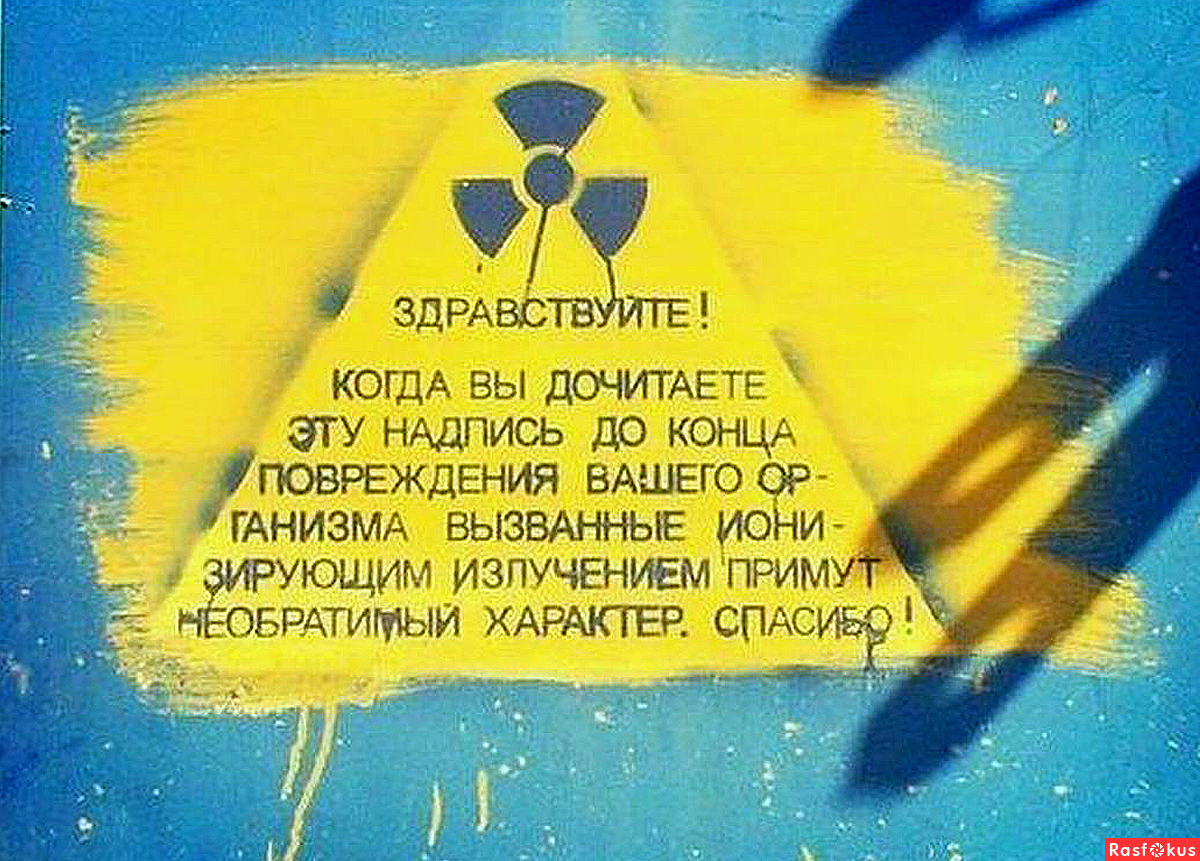 ЗДРАВСТВУЙТЕ!
КОГДА ВЫ ДОЧИТАЕТЕ
ЭТУ НАДПИСЬ ДО КОНЦА
ПОВРЕЖДЕНИЯ ВАШЕГО ОР-
ГАНИЗМА ВЫЗВАННЫЕ ИОНИ-
ЗИРУЮЩИМ ИЗЛУЧЕНИЕМ ПРИМУТ
НЕОБРАТИМЫЙ ХАРАКТЕР. СПАСИБО!
Rasfokus